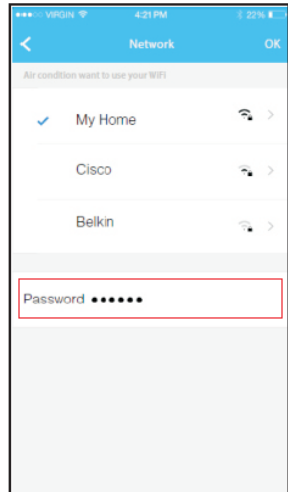 VIRGIN 4:21 PM 22%
Network OK
Air condition want to use your WiFi
My Home
Cisco
Belkin
Password ••••••